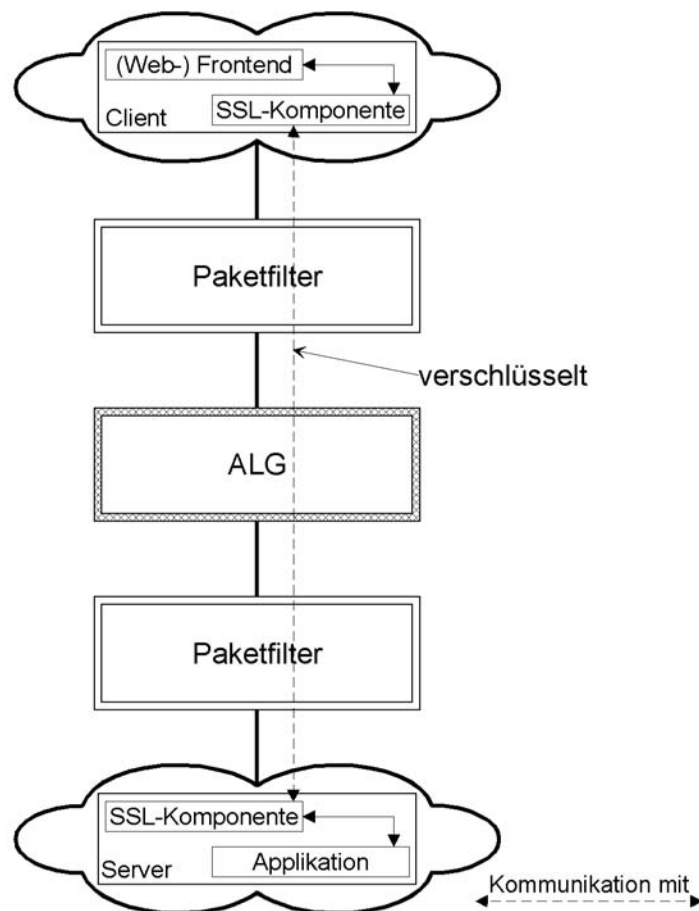 (Web-) Frontend
SSL-Komponente
Client
Paketfilter
verschlüsselt
ALG
Paketfilter
SSL-Komponente
Applikation
Server
Kommunikation mit